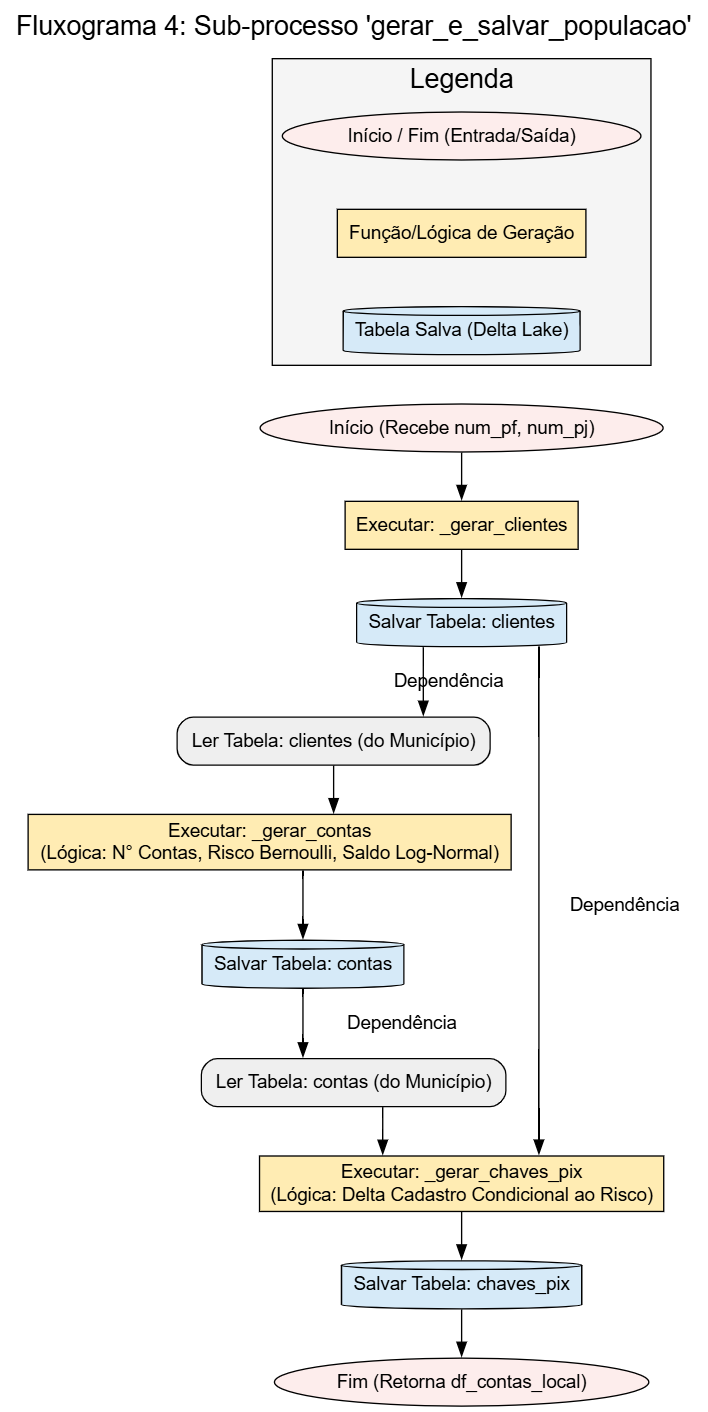 Fluxograma 4: Sub-processo 'gerar_e_salvar_populacao'
Legenda
Início / Fim (Entrada/Saída)
Função/Lógica de Geração
Tabela Salva (Delta Lake)
Início (Recebe num_pf, num_pj)
Executar: _gerar_clientes
Salvar Tabela: clientes
Dependência
Ler Tabela: clientes (do Município)
Executar: _gerar_contas
(Lógica: N° Contas, Risco Bernoulli, Saldo Log-Normal)
Dependência
Salvar Tabela: contas
Dependência
Ler Tabela: contas (do Município)
Executar: _gerar_chaves_pix
(Lógica: Delta Cadastro Condicional ao Risco)
Salvar Tabela: chaves_pix
Fim (Retorna df_contas_local)